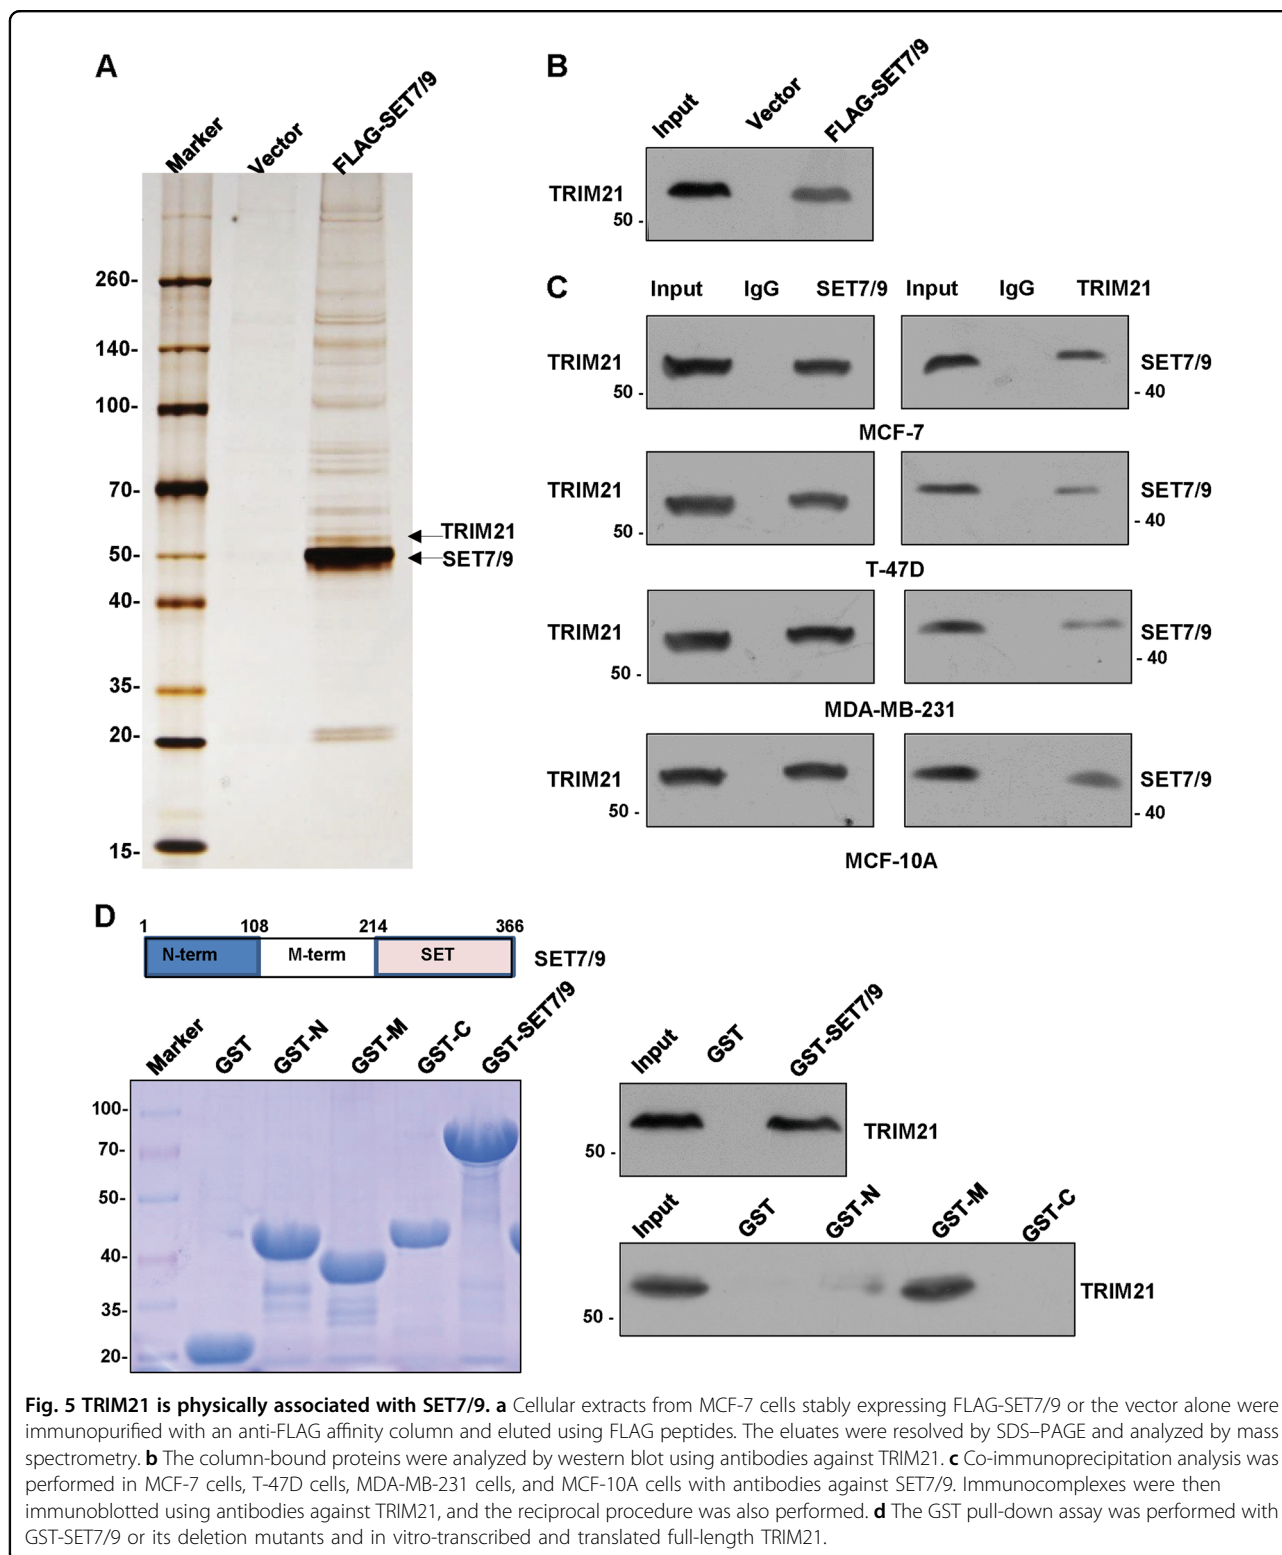 A
Marker
Vector
FLAG-SET7/9
260-
140-
100-
70-
TRIM21
50-
SET7/9
40-
35-
20-
15-
B
Input
Vector
FLAG-SET7/9
TRIM21
50 -
C
Input IgG SET7/9 Input IgG TRIM21
TRIM21
SET7/9
50 -
- 40
MCF-7
TRIM21
SET7/9
50 -
- 40
T-47D
TRIM21
SET7/9
50 -
- 40
MDA-MB-231
TRIM21
SET7/9
50 -
- 40
MCF-10A
D
1 108 214 366
N-term M-term SET
SET7/9
Marker
GST
GST-N
GST-M
GST-C
GST-SET7/9
100-
70-
50-
40-
35-
20-
Input
GST
GST-SET7/9
TRIM21
50 -
Input
GST
GST-N
GST-M
GST-C
TRIM21
50 -
Fig. 5 TRIM21 is physically associated with SET7/9. a Cellular extracts from MCF-7 cells stably expressing FLAG-SET7/9 or the vector alone were
immunopurified with an anti-FLAG affinity column and eluted using FLAG peptides. The eluates were resolved by SDS–PAGE and analyzed by mass
spectrometry. b The column-bound proteins were analyzed by western blot using antibodies against TRIM21. c Co-immunoprecipitation analysis was
performed in MCF-7 cells, T-47D cells, MDA-MB-231 cells, and MCF-10A cells with antibodies against SET7/9. Immunocomplexes were then
immunoblotted using antibodies against TRIM21, and the reciprocal procedure was also performed. d The GST pull-down assay was performed with
GST-SET7/9 or its deletion mutants and in vitro-transcribed and translated full-length TRIM21.